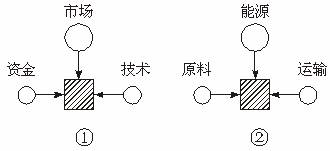 市场 能源
资金 技术 原料 运输
① ②